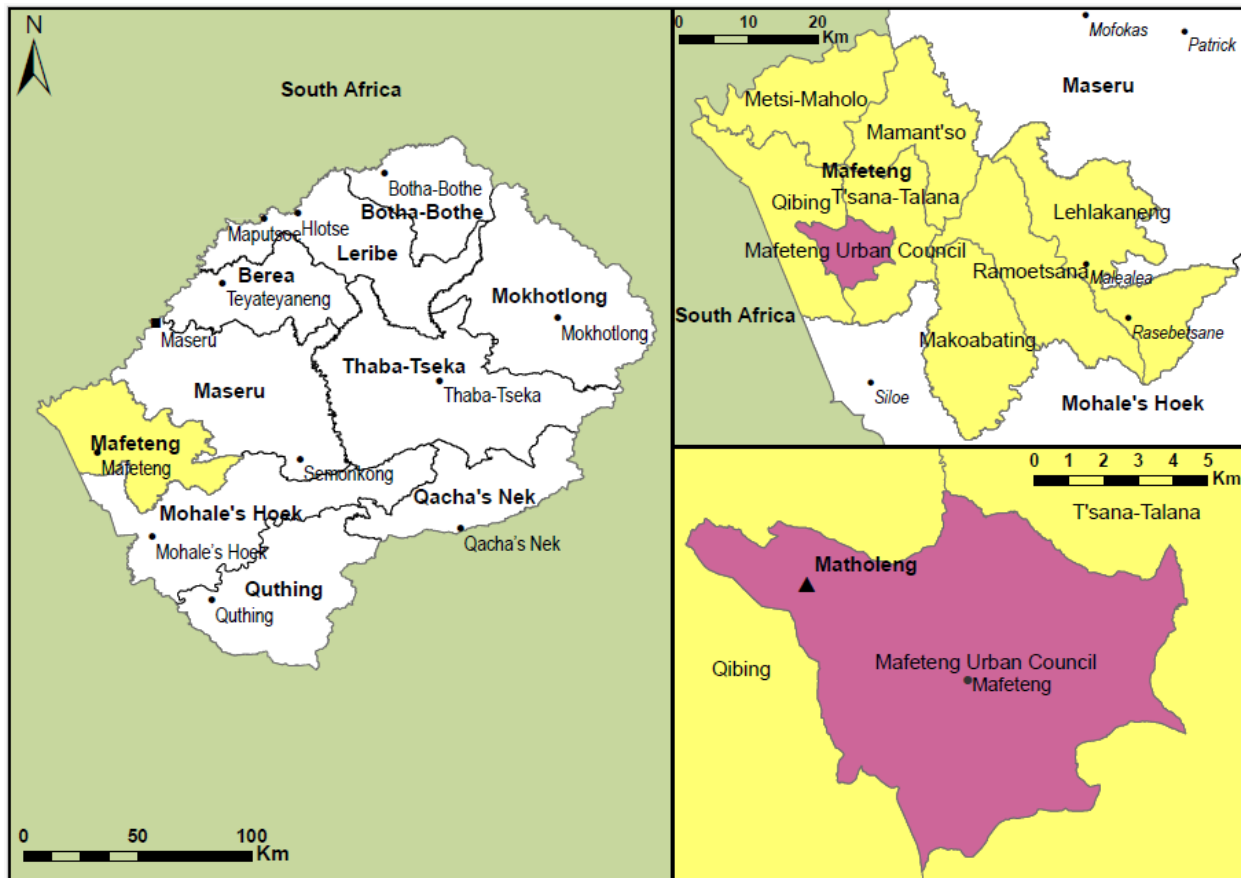 N
South Africa
Botha-Bothe
Botha-Bothe
Hlotse
Maputsoe
Leribe
Berea
Teyateyaneng
Mokhotlong
Mokhotlong
Maseru
Thaba-Tseka
Thaba-Tseka
Maseru
Mafeteng
Mafeteng
Semonkong
Qacha's Nek
Mohale's Hoek
Mohale's Hoek
Qacha's Nek
Quthing
Quthing
0 50 100
Km
0 10 20
Km
Mofokas
Patrick
Maseru
Metsi-Maholo
Mamant'so
Mafeteng
T'sana-Talana
Qibing
Lehlakaneng
Mafeteng Urban Council
Ramoetsana
Malealea
South Africa
Rasebetsane
Makoabating
Siloe
Mohale's Hoek
0 1 2 3 4 5
Km
T'sana-Talana
Matholeng
Qibing
Mafeteng Urban Council
Mafeteng